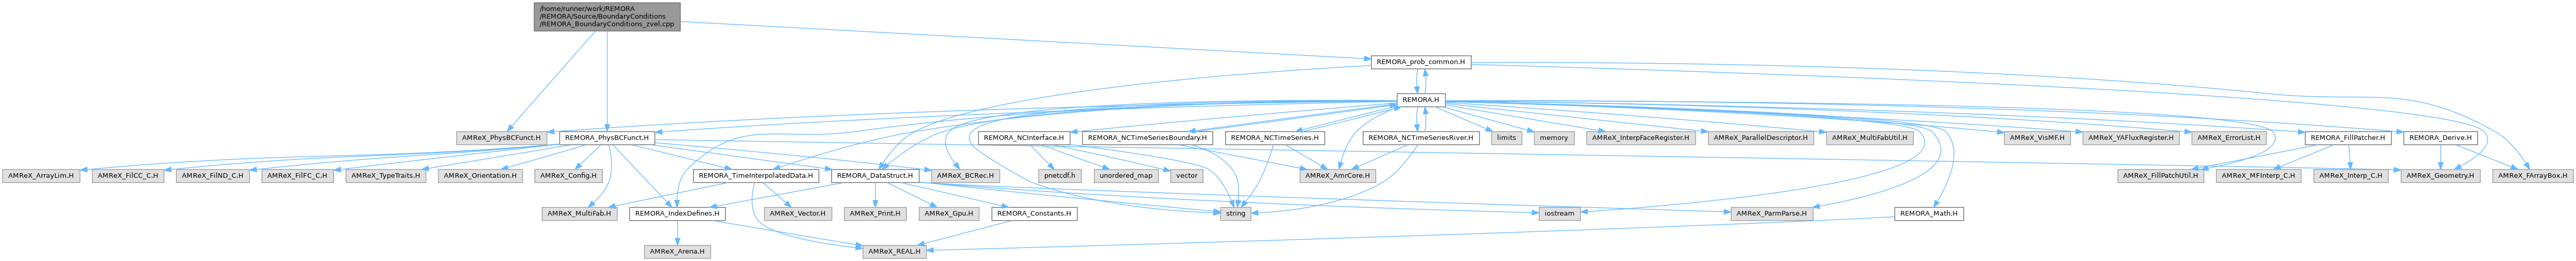 /home/runner/work/REMORA
/REMORA/Source/BoundaryConditions
/REMORA_BoundaryConditions_zvel.cpp
REMORA_prob_common.H
REMORA.H
AMReX_PhysBCFunct.H
REMORA_PhysBCFunct.H
REMORA_NCInterface.H
REMORA_NCTimeSeriesBoundary.H
REMORA_NCTimeSeries.H
REMORA_NCTimeSeriesRiver.H
limits
memory
AMReX_InterpFaceRegister.H
AMReX_ParallelDescriptor.H
AMReX_MultiFabUtil.H
AMReX_VisMF.H
AMReX_YAFluxRegister.H
AMReX_ErrorList.H
REMORA_FillPatcher.H
REMORA_Derive.H
AMReX_ArrayLim.H
AMReX_FilCC_C.H
AMReX_FilND_C.H
AMReX_FilFC_C.H
AMReX_TypeTraits.H
AMReX_Orientation.H
AMReX_Config.H
REMORA_TimeInterpolatedData.H
REMORA_DataStruct.H
AMReX_BCRec.H
pnetcdf.h
unordered_map
vector
AMReX_AmrCore.H
AMReX_FillPatchUtil.H
AMReX_MFInterp_C.H
AMReX_Interp_C.H
AMReX_Geometry.H
AMReX_FArrayBox.H
AMReX_MultiFab.H
REMORA_IndexDefines.H
AMReX_Vector.H
AMReX_Print.H
AMReX_Gpu.H
REMORA_Constants.H
string
iostream
AMReX_ParmParse.H
REMORA_Math.H
AMReX_Arena.H
AMReX_REAL.H